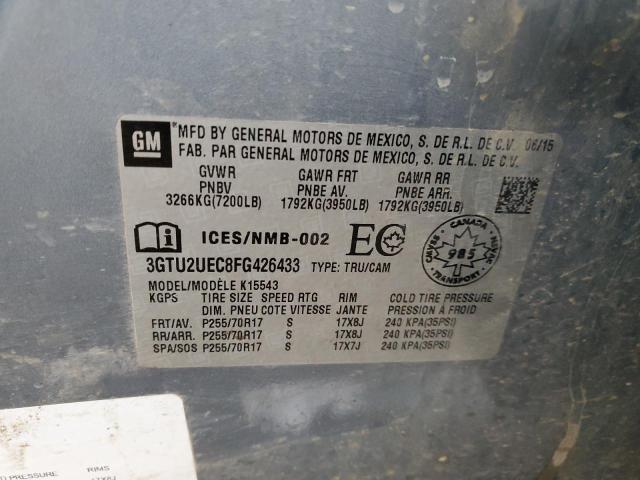 GM
*MFD BY GENERAL MOTORS DE MEXICO, S. DE R.L. DE C.V. 06/15
FAB. PAR GENERAL MOTORS DE MEXICO, S. DE R.L. DE C.V.
GVWR GAWR FRT GAWR RR
PNBV PNBE AV. PNBE ARR.
3266KG(7200LB) 1792KG(3950LB) 1792KG(3950LB)
ICES/NMB-002 EC
CANADA
CMVSS 985 NSVAC
TRANSPORT
3GTU2UEC8FG426433 TYPE: TRU/CAM
MODEL/MODÈLE K15543
KGPS TIRE SIZE SPEED RTG RIM COLD TIRE PRESSURE
DIM. PNEU COTE VITESSE JANTE PRESSION À FROID
FRT/AV. P255/70R17 S 17X8J 240 KPA(35PSI)
RR/ARR. P255/70R17 S 17X8J 240 KPA(35PSI)
SPA/SOS P255/70R17 S 17X7J 240 KPA(35PSI)
PRESSURE RIMS
17X8J